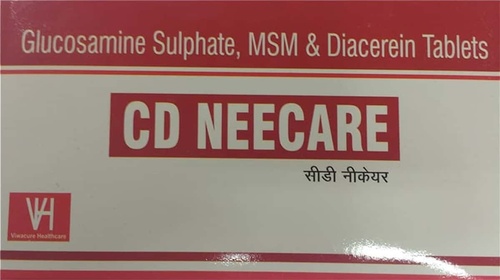 Glucosamine Sulphate, MSM & Diacerein Tablets
CD NEECARE
सीडी नीकेयर
VH
Vivacure Healthcare